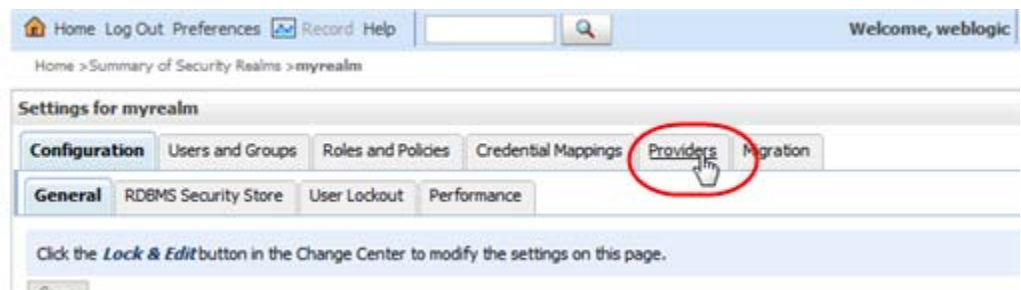 Home Log Out Preferences Record Help Welcome, weblogic
Home >Summary of Security Realms >myrealm
Settings for myrealm
Configuration Users and Groups Roles and Policies Credential Mappings Providers Migration
General RDBMS Security Store User Lockout Performance
Click the Lock & Edit button in the Change Center to modify the settings on this page.